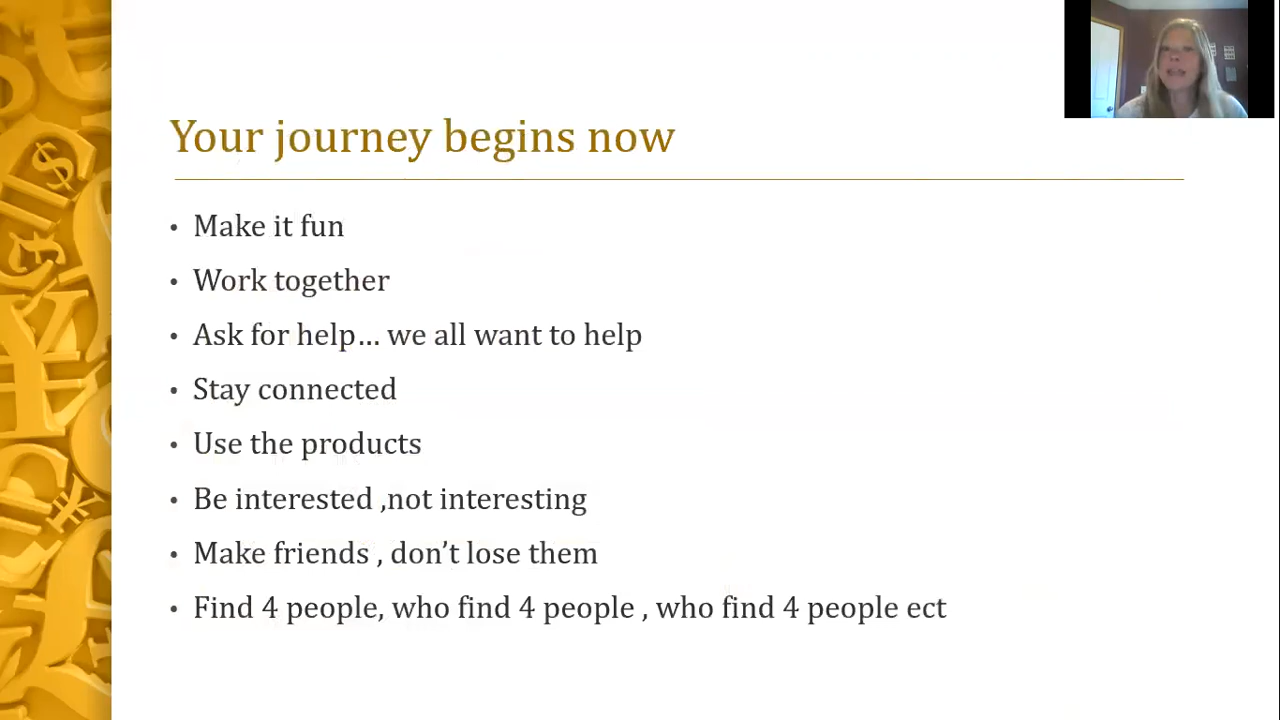 Your journey begins now
• Make it fun
• Work together
• Ask for help… we all want to help
• Stay connected
• Use the products
• Be interested ,not interesting
• Make friends , don’t lose them
• Find 4 people, who find 4 people , who find 4 people ect